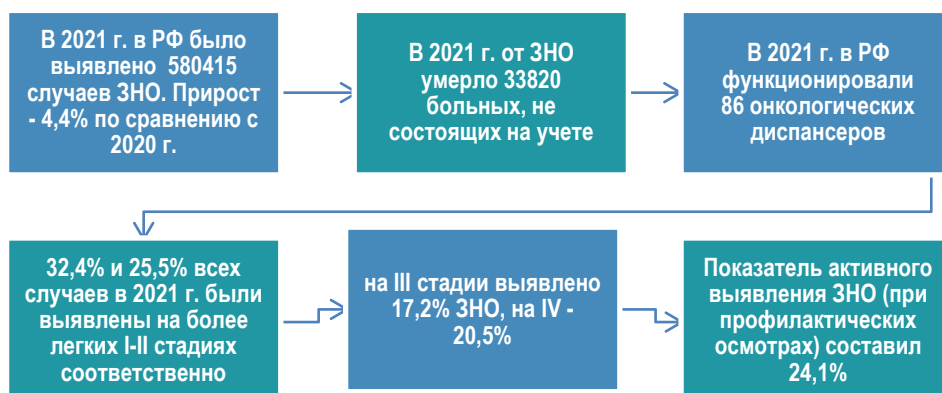 В 2021 г. в РФ было
выявлено 580415
случаев ЗНО. Прирост
- 4,4% по сравнению с
2020 г.
В 2021 г. от ЗНО
умерло 33820
больных, не
состоящих на учете
В 2021 г. в РФ
функционировали
86 онкологических
диспансеров
32,4% и 25,5% всех
случаев в 2021 г. были
выявлены на более
легких I-II стадиях
соответственно
на III стадии выявлено
17,2% ЗНО, на IV -
20,5%
Показатель активного
выявления ЗНО (при
профилактических
осмотрах) составил
24,1%